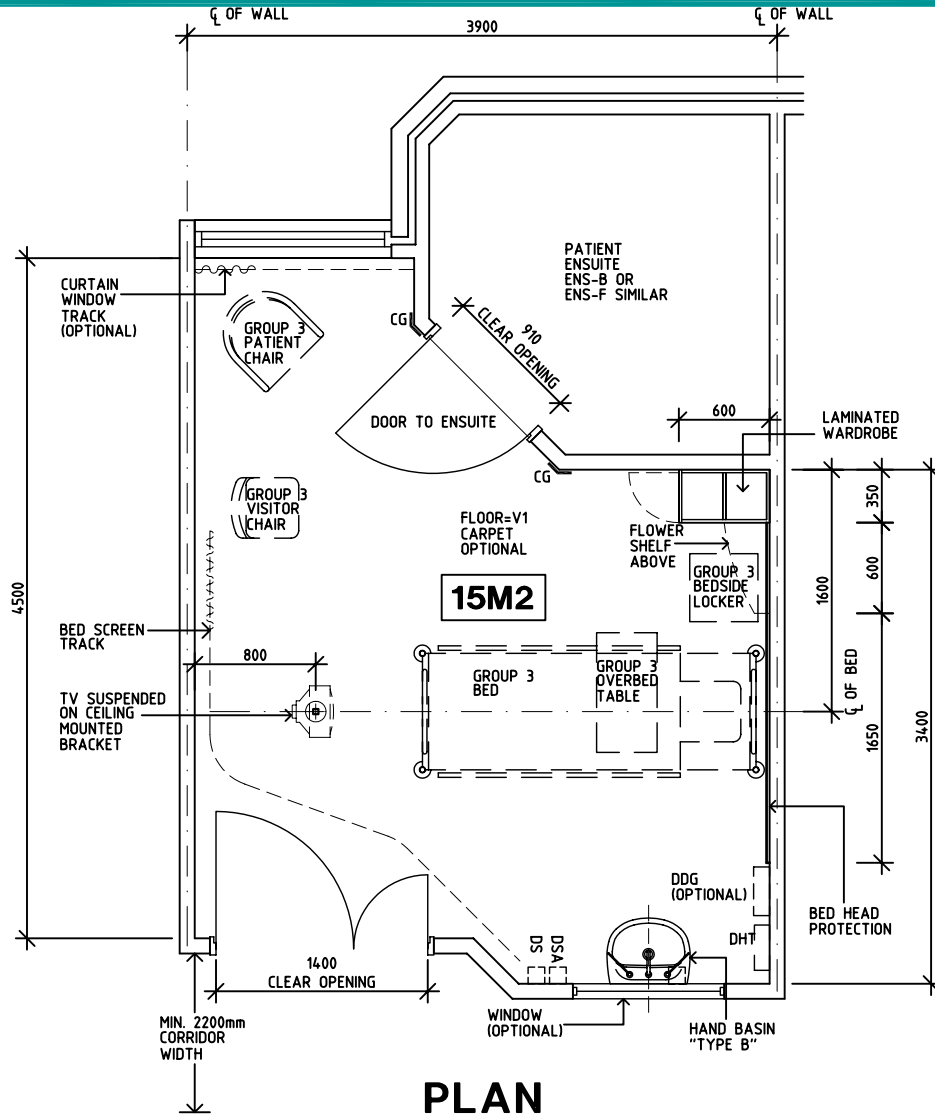 ℄ OF WALL
℄ OF WALL
3900
PATIENT
ENSUITE
ENS-B OR
ENS-F SIMILAR
CURTAIN
WINDOW
TRACK
(OPTIONAL)
GROUP 3
PATIENT
CHAIR
CG
910
CLEAR OPENING
DOOR TO ENSUITE
600
LAMINATED
WARDROBE
CG
GROUP 3
VISITOR
CHAIR
FLOOR=V1
CARPET
OPTIONAL
FLOWER
SHELF
ABOVE
GROUP 3
BEDSIDE
LOCKER
350
600
1600
4500
15M2
BED SCREEN
TRACK
800
GROUP 3
BED
GROUP 3
OVERBED
TABLE
℄ OF BED
1650
3400
TV SUSPENDED
ON CEILING
MOUNTED
BRACKET
DDG
(OPTIONAL)
BED HEAD
PROTECTION
DHT
DS
DSA
1400
CLEAR OPENING
WINDOW
(OPTIONAL)
HAND BASIN
"TYPE B"
MIN. 2200mm
CORRIDOR
WIDTH
PLAN